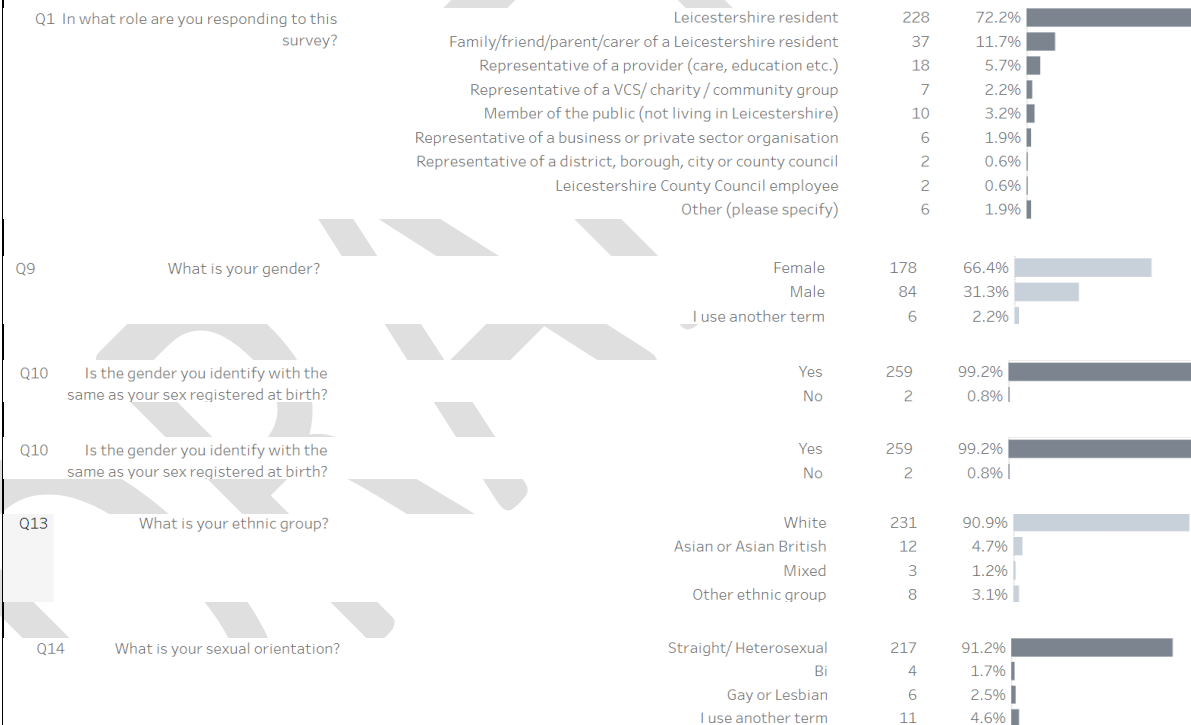 Q1 In what role are you responding to this survey?
Leicestershire resident 228 72.2%
Family/friend/parent/carer of a Leicestershire resident 37 11.7%
Representative of a provider (care, education etc.) 18 5.7%
Representative of a VCS/ charity / community group 7 2.2%
Member of the public (not living in Leicestershire) 10 3.2%
Representative of a business or private sector organisation 6 1.9%
Representative of a district, borough, city or county council 2 0.6%
Leicestershire County Council employee 2 0.6%
Other (please specify) 6 1.9%
Q9 What is your gender?
Female 178 66.4%
Male 84 31.3%
I use another term 6 2.2%
Q10 Is the gender you identify with the
same as your sex registered at birth?
Yes 259 99.2%
No 2 0.8%
Q10 Is the gender you identify with the
same as your sex registered at birth?
Yes 259 99.2%
No 2 0.8%
Q13 What is your ethnic group?
White 231 90.9%
Asian or Asian British 12 4.7%
Mixed 3 1.2%
Other ethnic group 8 3.1%
Q14 What is your sexual orientation?
Straight/ Heterosexual 217 91.2%
Bi 4 1.7%
Gay or Lesbian 6 2.5%
I use another term 11 4.6%